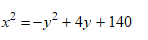 x² = −y² + 4y + 140